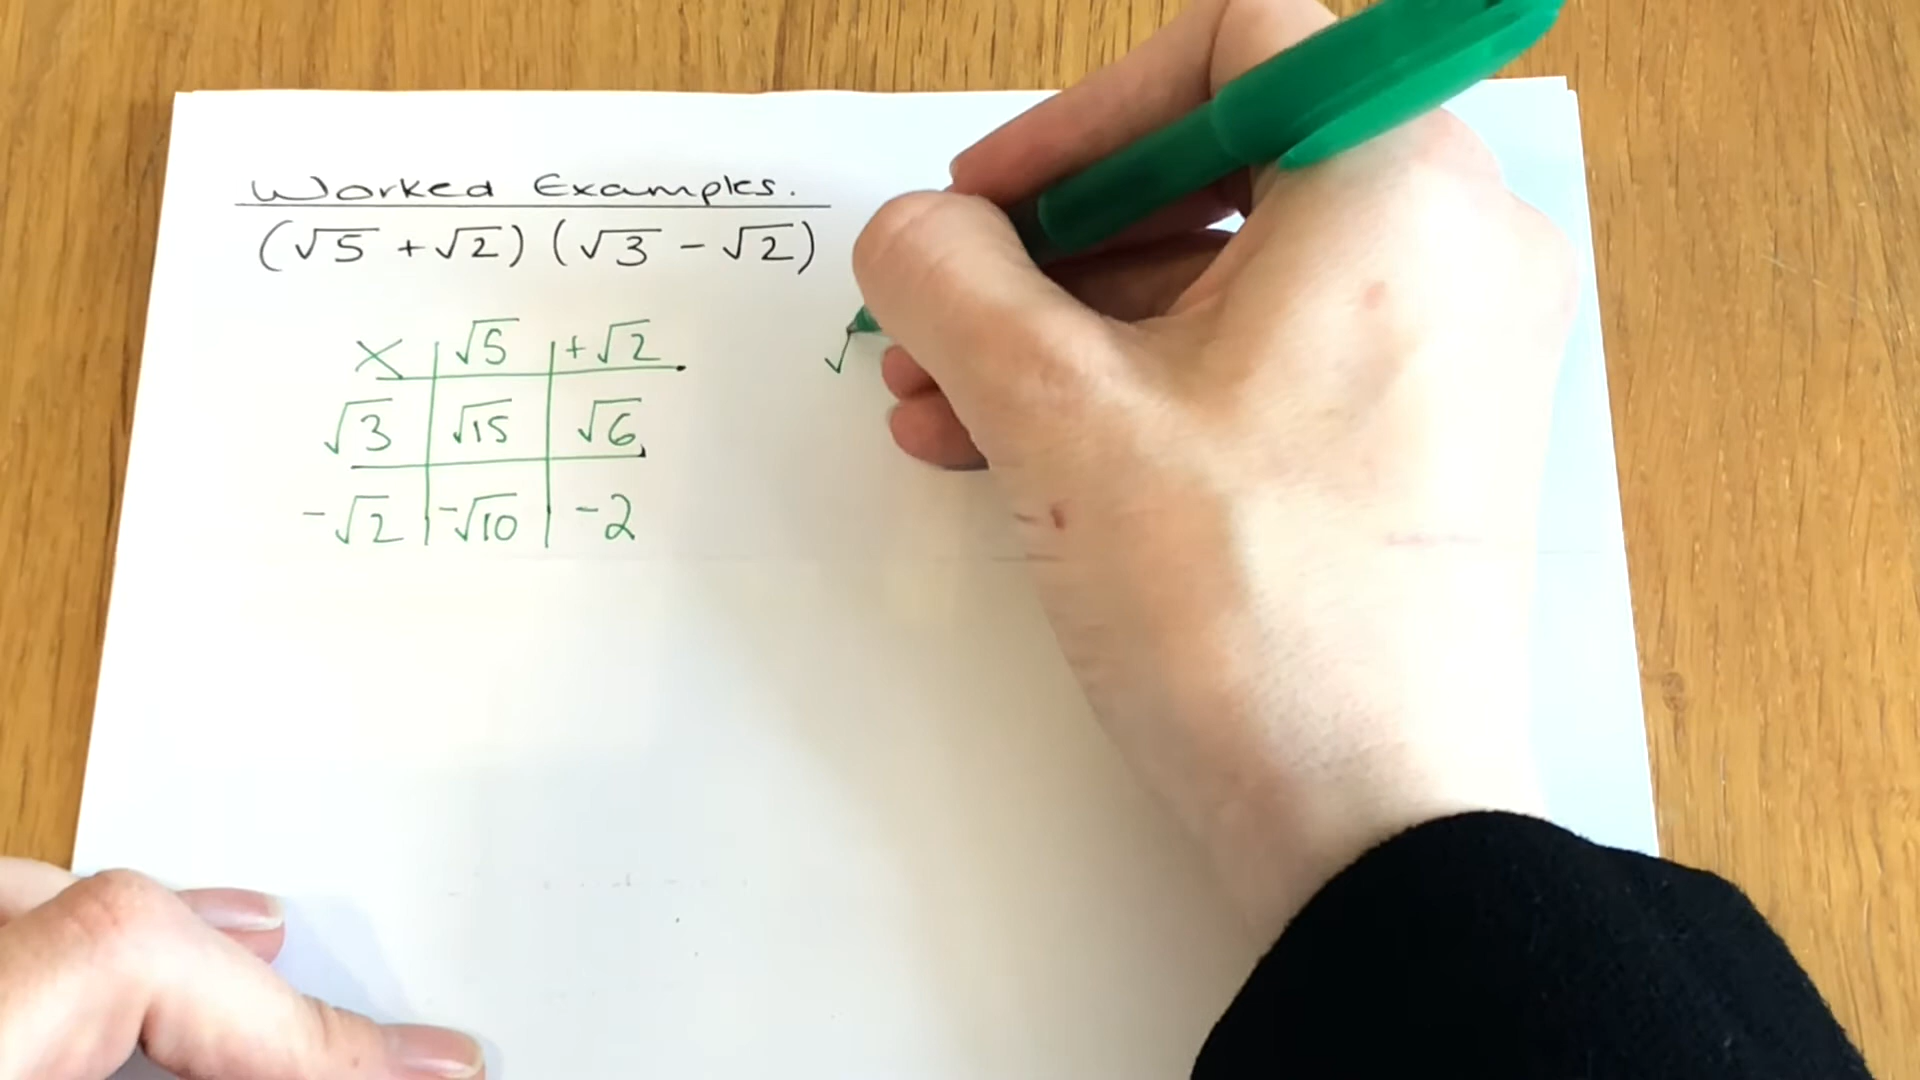 Worked Examples.
(√5 + √2) (√3 - √2)
× √5 + √2
√3 √15 √6
-√2 -√10 -2
√